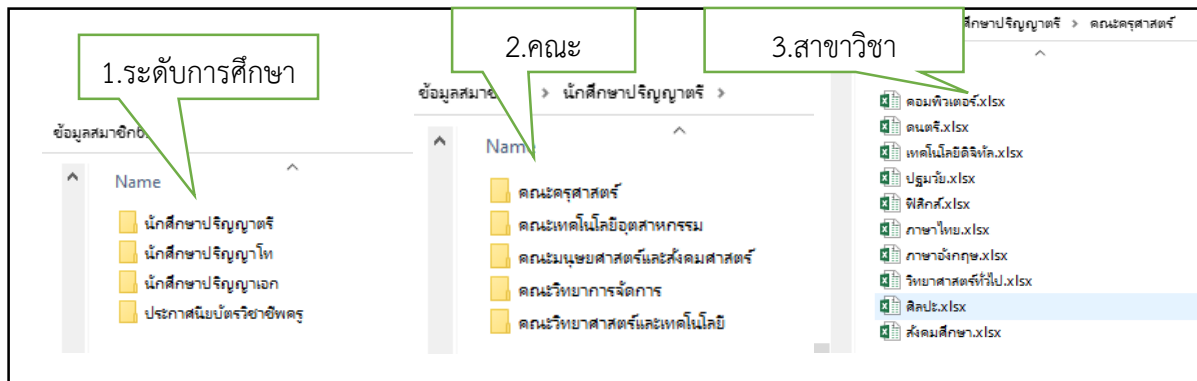 1.ระดับการศึกษา
ข้อมูลสมาชิก
Name
นักศึกษาปริญญาตรี
นักศึกษาปริญญาโท
นักศึกษาปริญญาเอก
ประกาศนียบัตรวิชาชีพครู
2.คณะ
ข้อมูลสมาชิ > นักศึกษาปริญญาตรี >
Name
คณะครุศาสตร์
คณะเทคโนโลยีอุตสาหกรรม
คณะมนุษยศาสตร์และสังคมศาสตร์
คณะวิทยาการจัดการ
คณะวิทยาศาสตร์และเทคโนโลยี
3.สาขาวิชา
ศึกษาปริญญาตรี > คณะครุศาสตร์
คอมพิวเตอร์.xlsx
ดนตรี.xlsx
เทคโนโลยีดิจิทัล.xlsx
ปฐมวัย.xlsx
ฟิสิกส์.xlsx
ภาษาไทย.xlsx
ภาษาอังกฤษ.xlsx
วิทยาศาสตร์ทั่วไป.xlsx
ศิลปะ.xlsx
สังคมศึกษา.xlsx